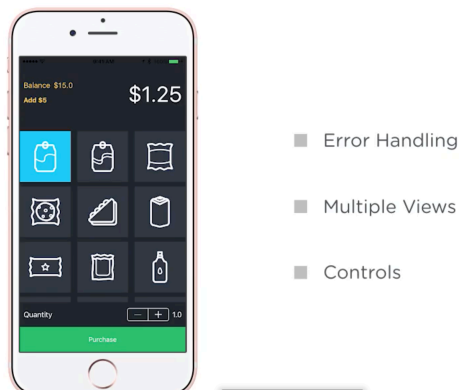 Balance $15.0
Add $5
$1.25
Quantity
1.0
Purchase
Error Handling
Multiple Views
Controls